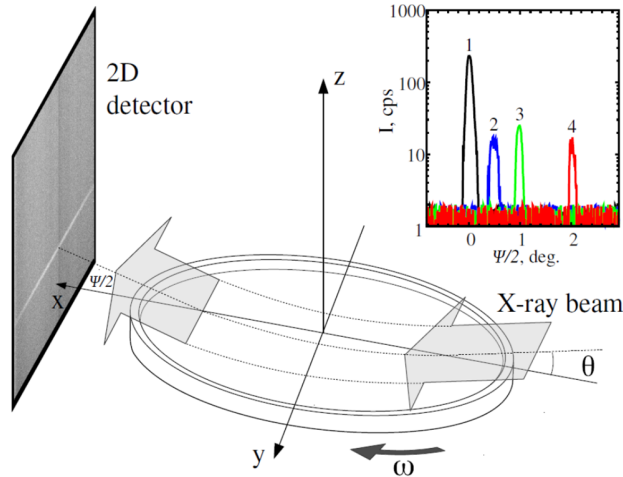 2D
detector
z
1000
100
10
1
I, cps
1
2
3
4
0
1
2
Ψ/2, deg.
Ψ/2
x
X-ray beam
θ
y
ω